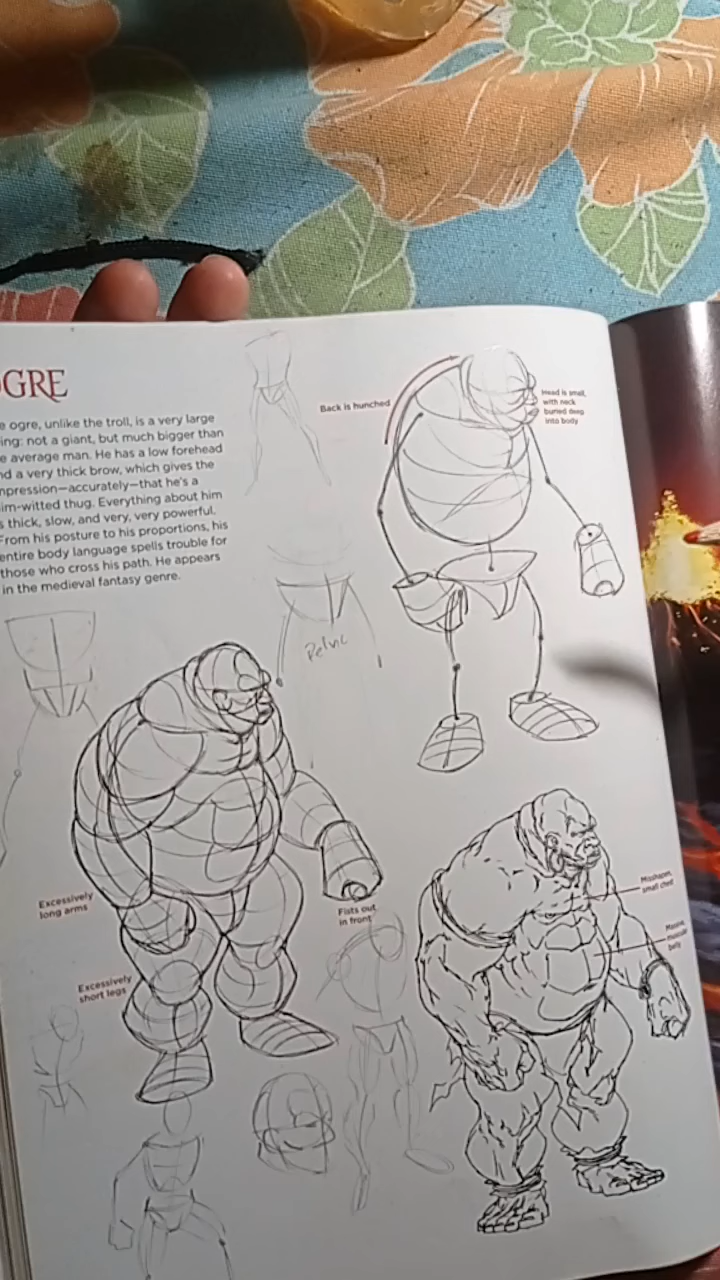 OGRE
e ogre, unlike the troll, is a very large
ing: not a giant, but much bigger than
e average man. He has a low forehead
nd a very thick brow, which gives the
mpression—accurately—that he's a
im-witted thug. Everything about him
s thick, slow, and very, very powerful.
From his posture to his proportions, his
entire body language spells trouble for
those who cross his path. He appears
in the medieval fantasy genre.
Back is hunched
Head is small,
with neck
buried deep
into body
Pelvic
Excessively
long arms
Fists out
in front
Excessively
short legs
Misshapen,
small chest
Massive,
muscular
belly